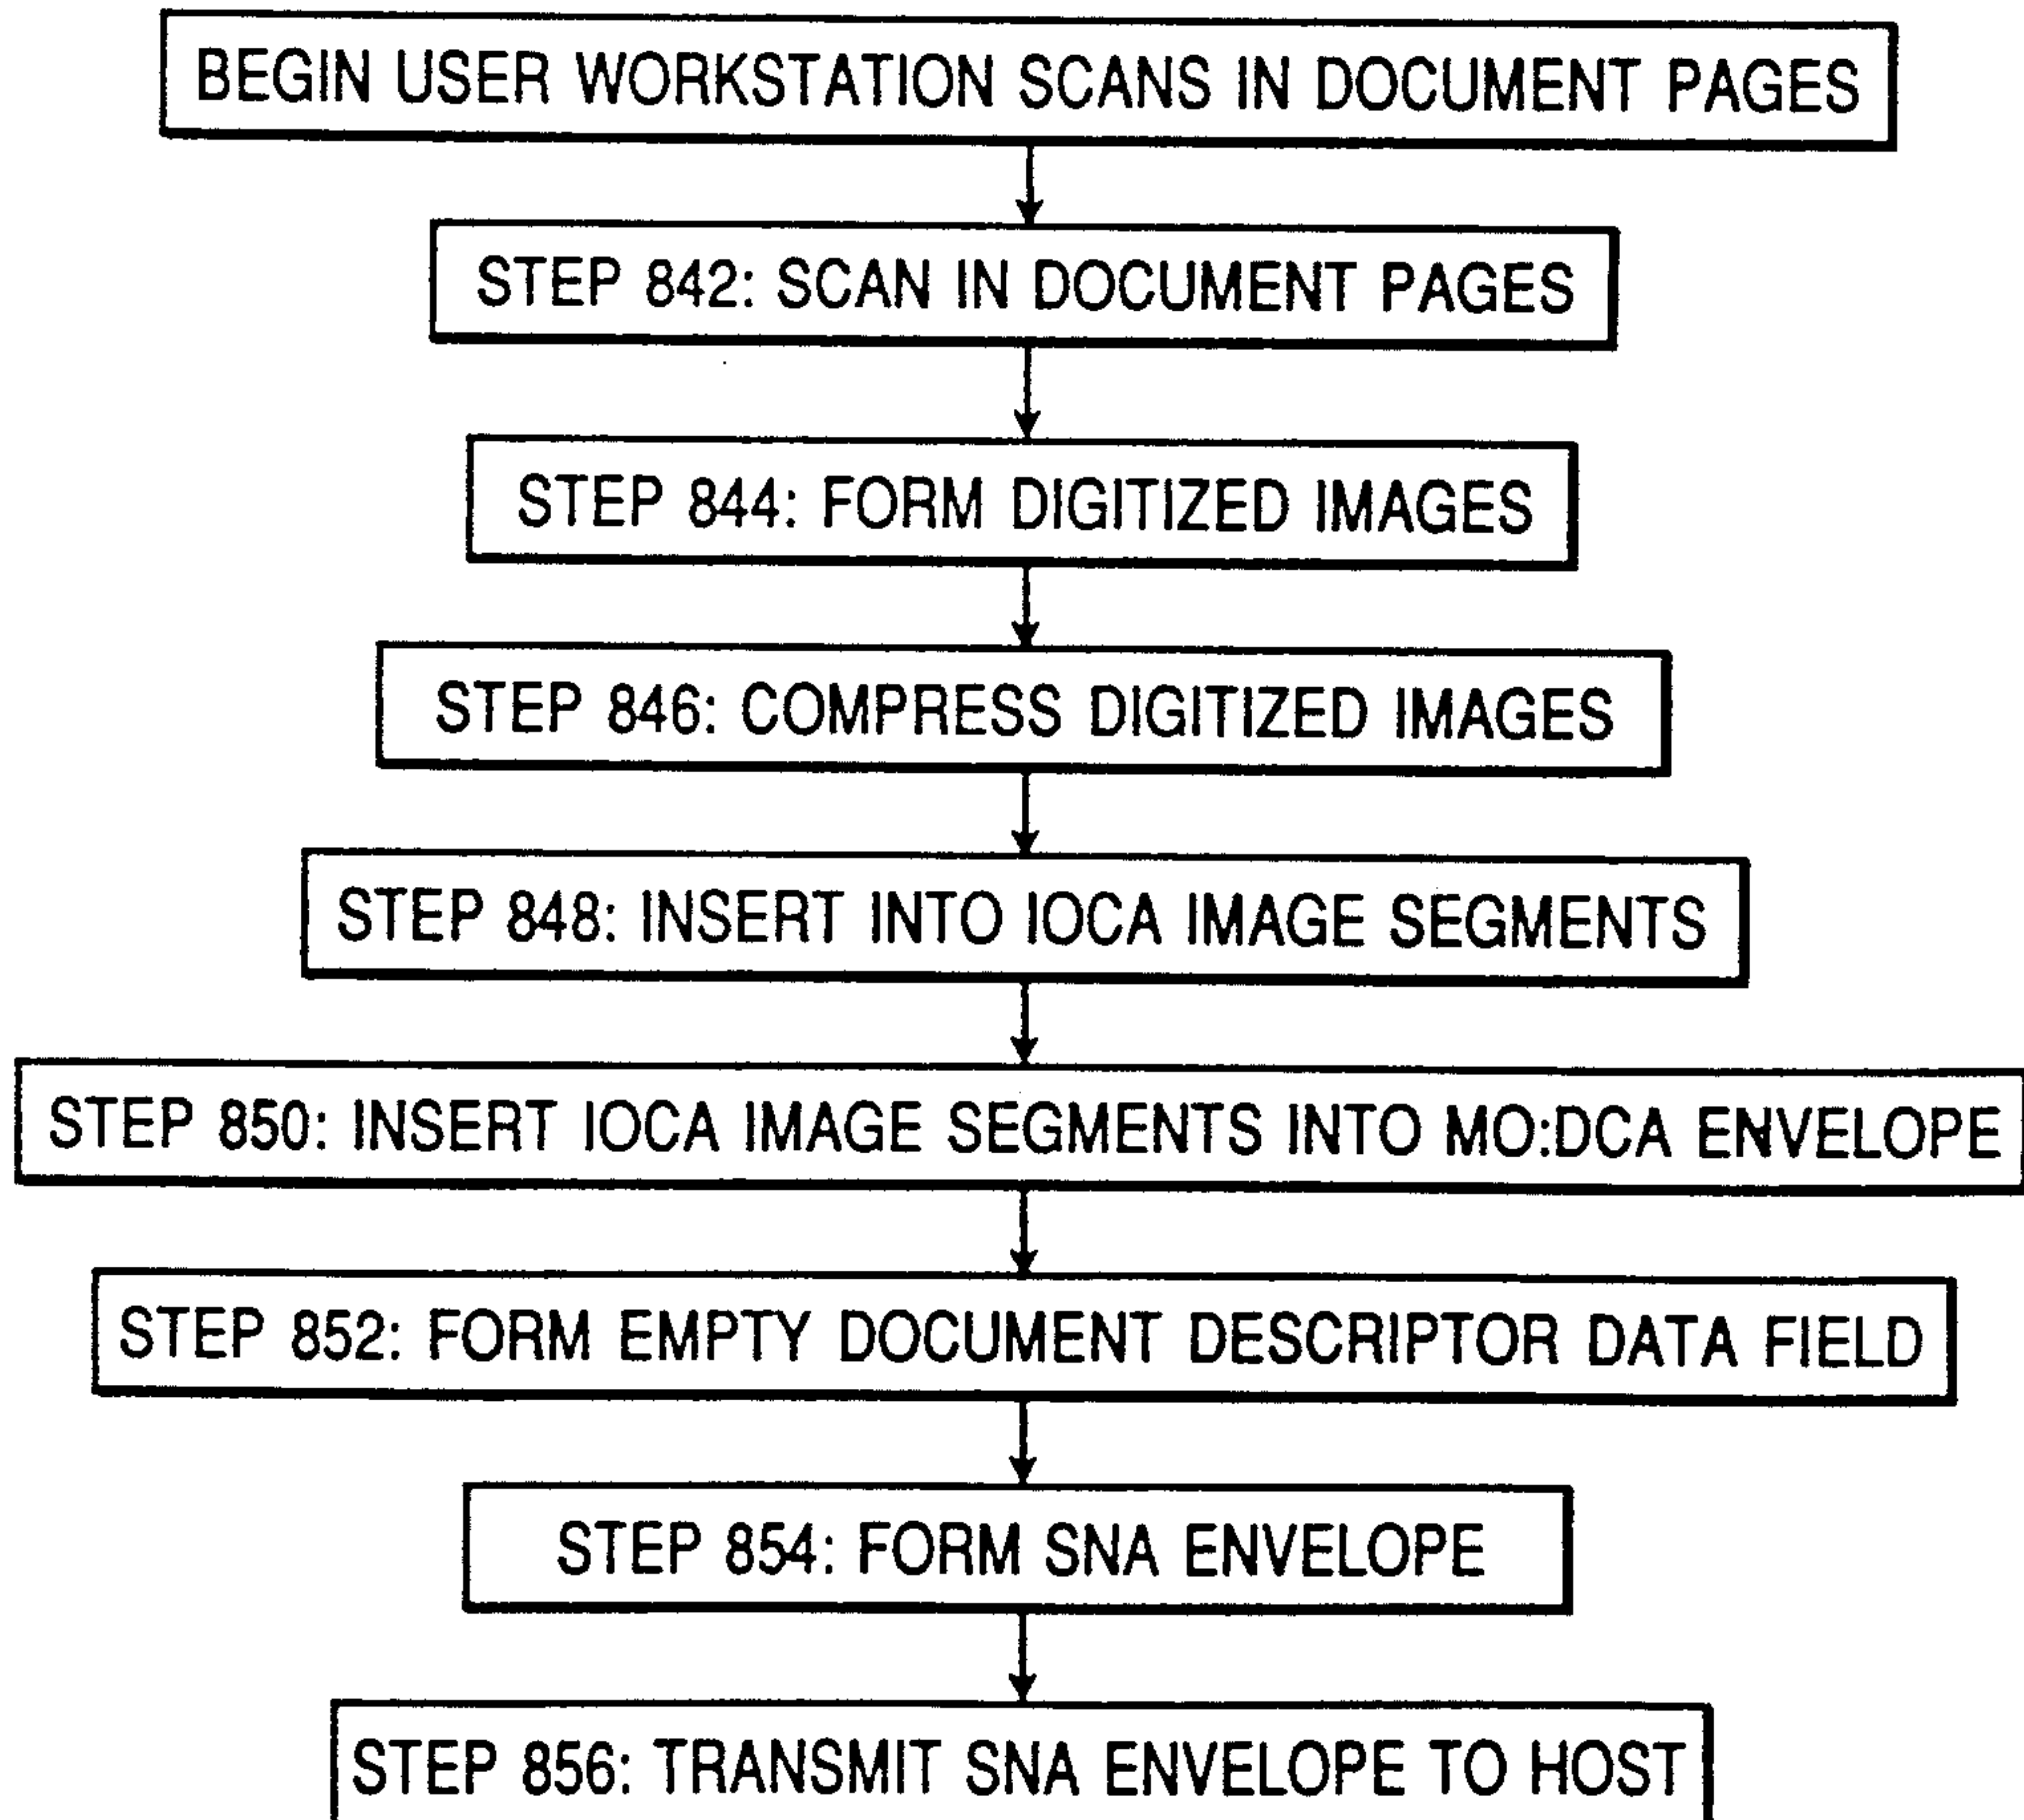 BEGIN USER WORKSTATION SCANS IN DOCUMENT PAGES
STEP 842: SCAN IN DOCUMENT PAGES
STEP 844: FORM DIGITIZED IMAGES
STEP 846: COMPRESS DIGITIZED IMAGES
STEP 848: INSERT INTO IOCA IMAGE SEGMENTS
STEP 850: INSERT IOCA IMAGE SEGMENTS INTO MO:DCA ENVELOPE
STEP 852: FORM EMPTY DOCUMENT DESCRIPTOR DATA FIELD
STEP 854: FORM SNA ENVELOPE
STEP 856: TRANSMIT SNA ENVELOPE TO HOST